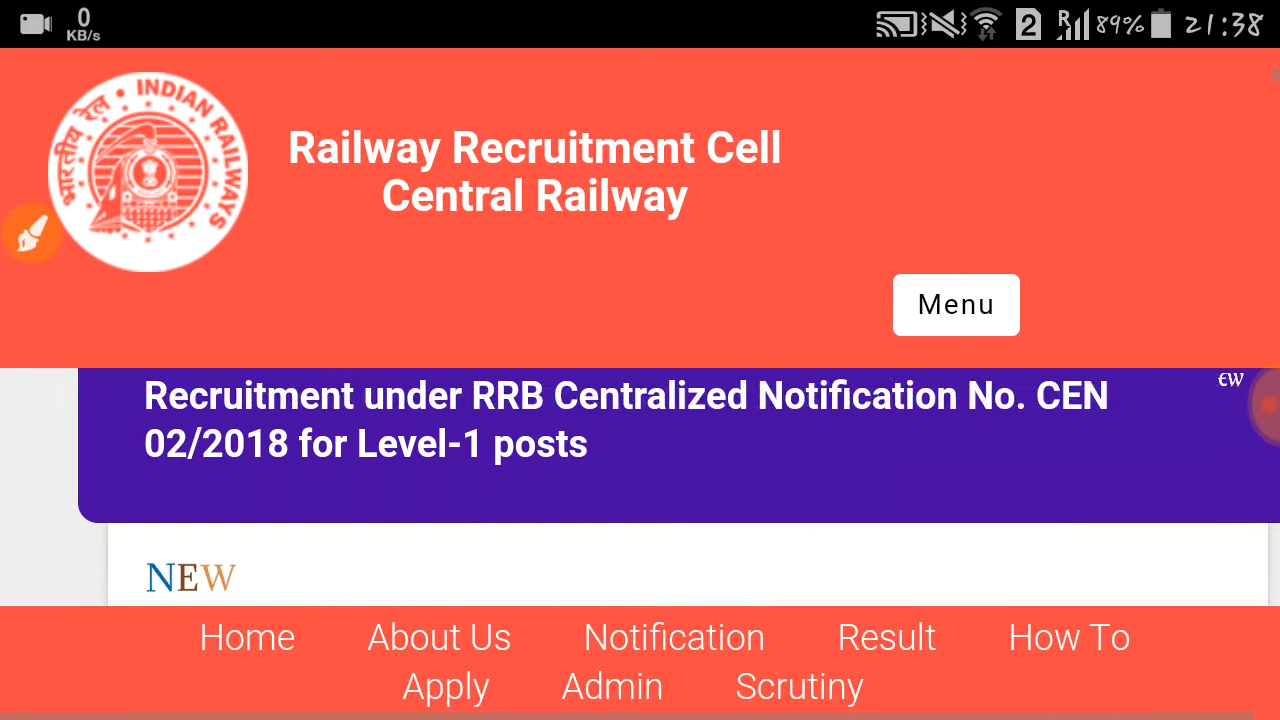 0
KB/s
2
R
89%
21:38
भारतीय रेल • INDIAN RAILWAYS
Railway Recruitment Cell
Central Railway
Menu
Recruitment under RRB Centralized Notification No. CEN
02/2018 for Level-1 posts
EW
NEW
Home About Us Notification Result How To
Apply Admin Scrutiny